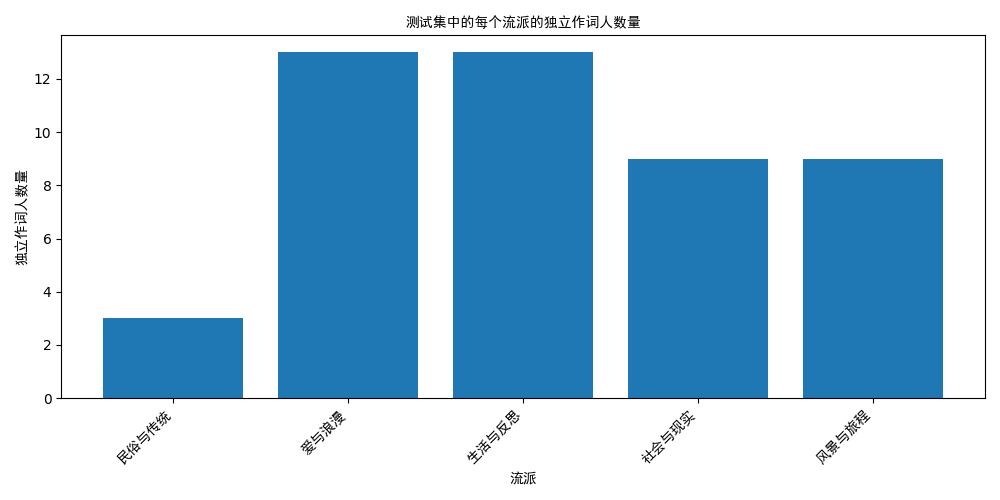 测试集中的每个流派的独立作词人数量
独立作词人数量
12
10
8
6
4
2
0
民俗与传统
爱与浪漫
生活与反思
社会与现实
风景与旅程
流派